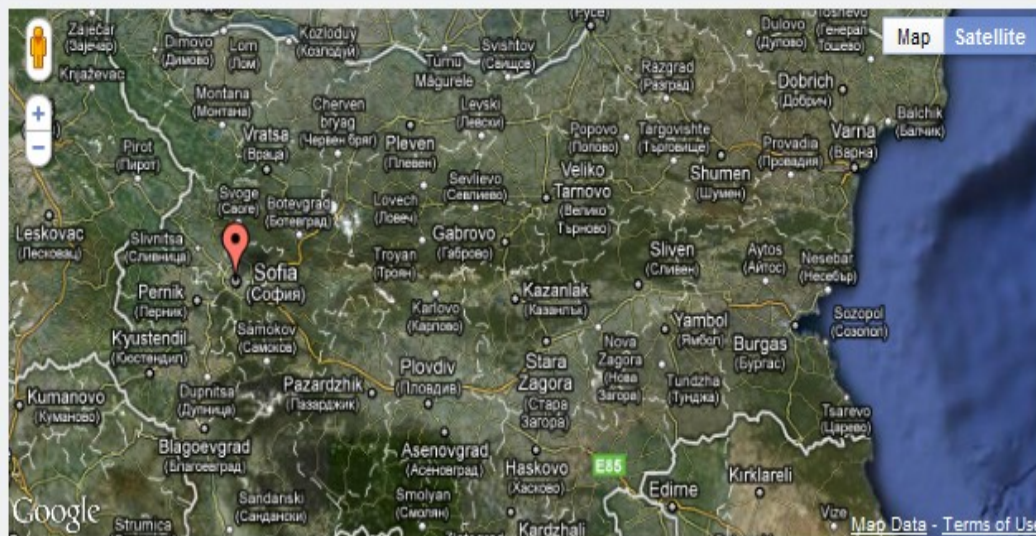 Zaječar
(Зајечар)
Dimovo
(Димово)
Lom
(Лом)
Kozloduy
(Козлодуй)
Turnu
Măgurele
Svishtov
(Свищов)
(Русе)
Dulovo
(Дулово)
(Генерал
Тошево)
Map
Satellite
Knjaževac
Montana
(Монтана)
Cherven
bryag
(Червен бряг)
Levski
(Левски)
Razgrad
(Разград)
Dobrich
(Добрич)
Balchik
(Балчик)
Pirot
(Пирот)
Vratsa
(Враца)
Pleven
(Плевен)
Popovo
(Попово)
Targovishte
(Търговище)
Provadia
(Провадия)
Varna
(Варна)
Shumen
(Шумен)
Svoge
(Своге)
Botevgrad
(Ботевград)
Lovech
(Ловеч)
Sevlievo
(Севлиево)
Veliko
Tarnovo
(Велико
Търново)
Leskovac
(Лесковац)
Slivnitsa
(Сливница)
Troyan
(Троян)
Gabrovo
(Габрово)
Sliven
(Сливен)
Aytos
(Айтос)
Nesebar
(Несебър)
Sofia
(София)
Pernik
(Перник)
Karlovo
(Карлово)
Kazanlak
(Казанлък)
Sozopol
(Созопол)
Kyustendil
(Кюстендил)
Samokov
(Самоков)
Yambol
(Ямбол)
Burgas
(Бургас)
Nova
Zagora
(Нова
Загора)
Plovdiv
(Пловдив)
Stara
Zagora
(Стара
Загора)
Tundzha
(Тунджа)
Kumanovo
(Куманово)
Dupnitsa
(Дупница)
Pazardzhik
(Пазарджик)
Tsarevo
(Царево)
Blagoevgrad
(Благоевград)
Asenovgrad
(Асеновград)
Haskovo
(Хасково)
E85
Kirklareli
Edirne
Sandanski
(Сандански)
Smolyan
(Смолян)
Vize
Google
Strumica
Kardzhali
Map Data - Terms of Use